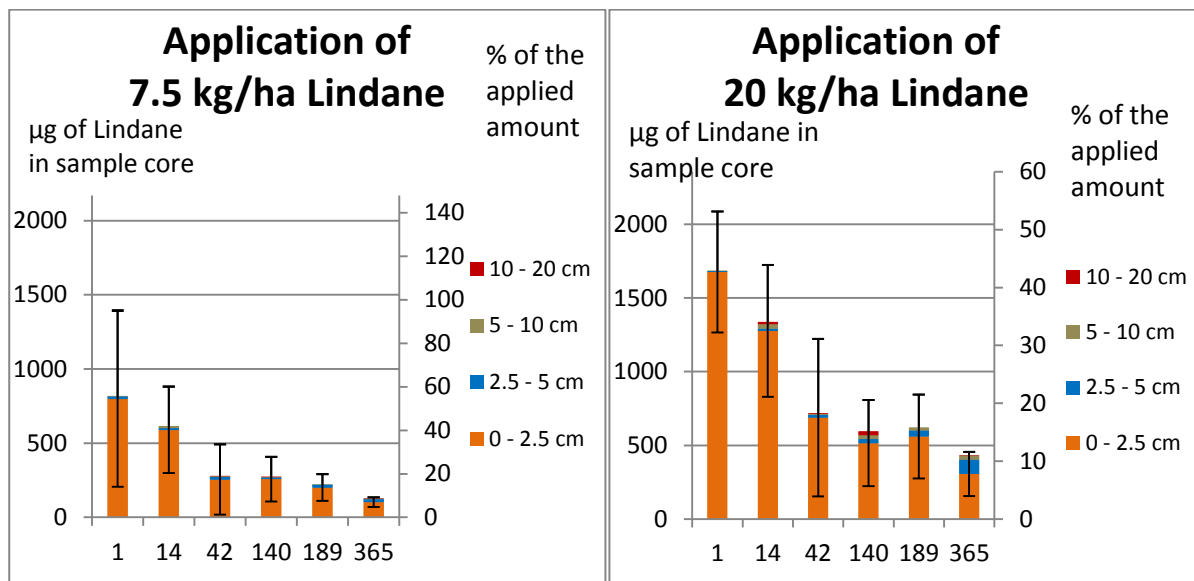 Application of
7.5 kg/ha Lindane
% of the
applied
amount
µg of Lindane
in sample core
2000
1500
1000
500
0
140
120
100
80
60
40
20
0
10 - 20 cm
5 - 10 cm
2.5 - 5 cm
0 - 2.5 cm
1 14 42 140 189 365
Application of
20 kg/ha Lindane
% of the
applied
amount
µg of Lindane in
sample core
2000
1500
1000
500
0
60
50
40
30
20
10
0
10 - 20 cm
5 - 10 cm
2.5 - 5 cm
0 - 2.5 cm
1 14 42 140 189 365